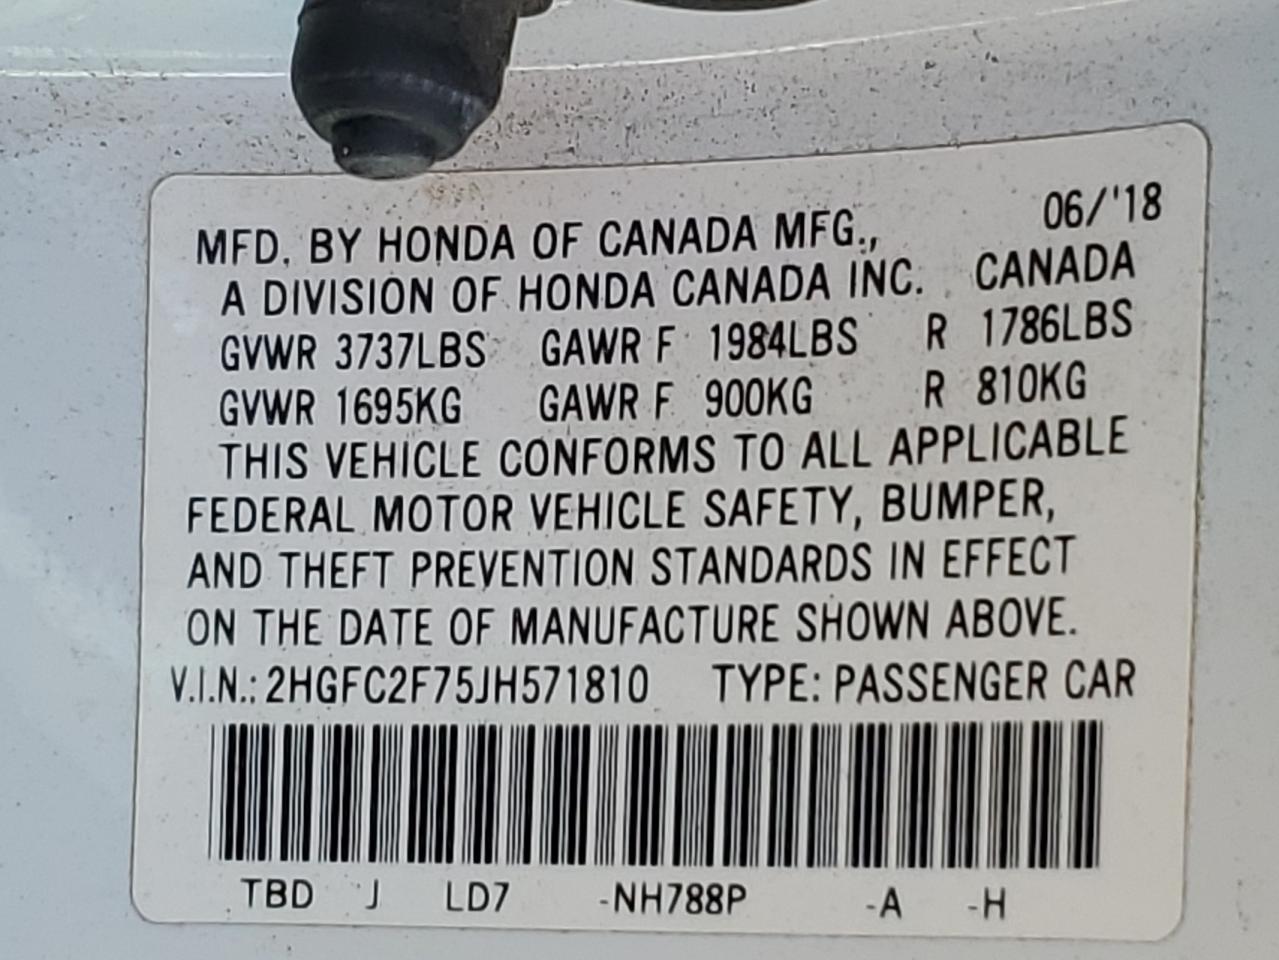 06/'18
MFD. BY HONDA OF CANADA MFG.,
A DIVISION OF HONDA CANADA INC. CANADA
GVWR 3737LBS GAWR F 1984LBS R 1786LBS
GVWR 1695KG GAWR F 900KG R 810KG
THIS VEHICLE CONFORMS TO ALL APPLICABLE
FEDERAL MOTOR VEHICLE SAFETY, BUMPER,
AND THEFT PREVENTION STANDARDS IN EFFECT
ON THE DATE OF MANUFACTURE SHOWN ABOVE.
V.I.N.: 2HGFC2F75JH571810 TYPE: PASSENGER CAR
TBD J LD7 -NH788P -A -H